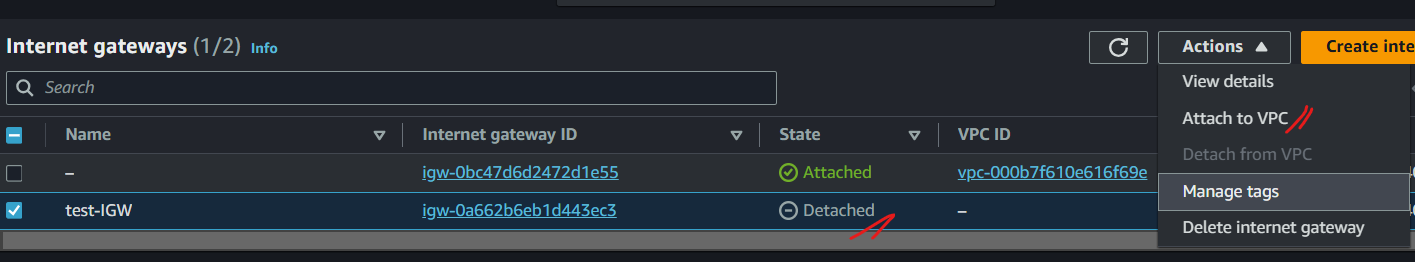 Internet gateways (1/2) Info
Actions
Create inte
Search
View details
Attach to VPC
Detach from VPC
Manage tags
Delete internet gateway
Name Internet gateway ID State VPC ID
– igw-0bc47d6d2472d1e55 Attached vpc-000b7f610e616f69e
test-IGW igw-0a662b6eb1d443ec3 Detached –